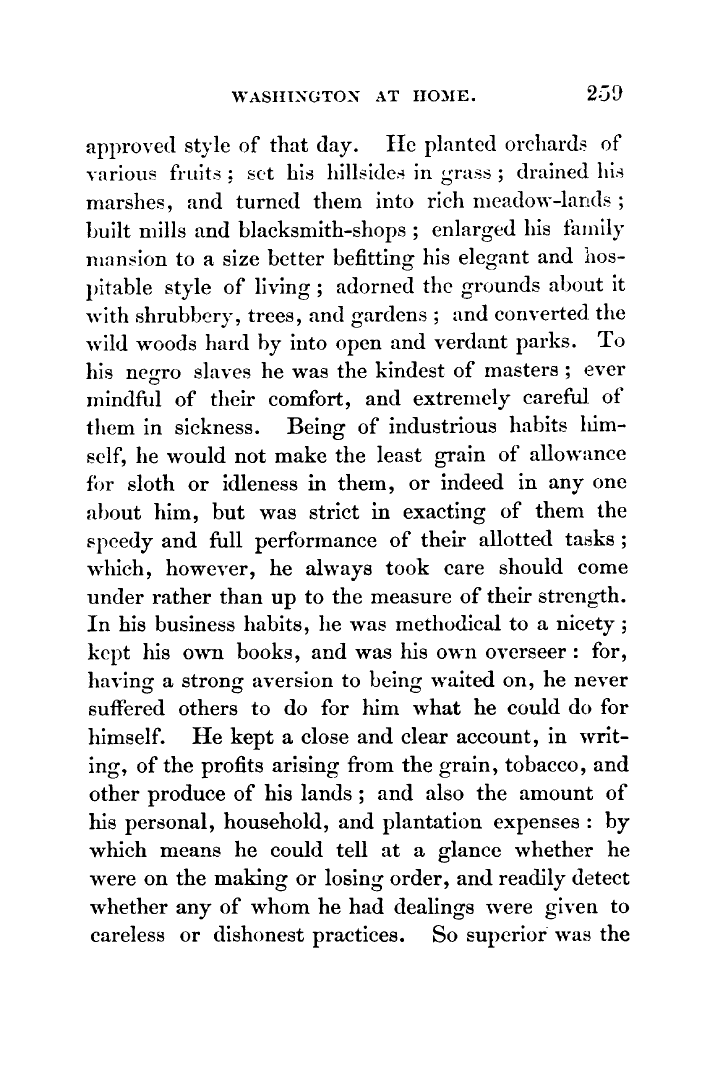 WASHINGTON AT HOME. 259
approved style of that day. He planted orchards of
various fruits ; set his hillsides in grass ; drained his
marshes, and turned them into rich meadow-lands ;
built mills and blacksmith-shops ; enlarged his family
mansion to a size better befitting his elegant and hos-
pitable style of living ; adorned the grounds about it
with shrubbery, trees, and gardens ; and converted the
wild woods hard by into open and verdant parks. To
his negro slaves he was the kindest of masters ; ever
mindful of their comfort, and extremely careful of
them in sickness. Being of industrious habits him-
self, he would not make the least grain of allowance
for sloth or idleness in them, or indeed in any one
about him, but was strict in exacting of them the
speedy and full performance of their allotted tasks ;
which, however, he always took care should come
under rather than up to the measure of their strength.
In his business habits, he was methodical to a nicety ;
kept his own books, and was his own overseer : for,
having a strong aversion to being waited on, he never
suffered others to do for him what he could do for
himself. He kept a close and clear account, in writ-
ing, of the profits arising from the grain, tobacco, and
other produce of his lands ; and also the amount of
his personal, household, and plantation expenses : by
which means he could tell at a glance whether he
were on the making or losing order, and readily detect
whether any of whom he had dealings were given to
careless or dishonest practices. So superior was the